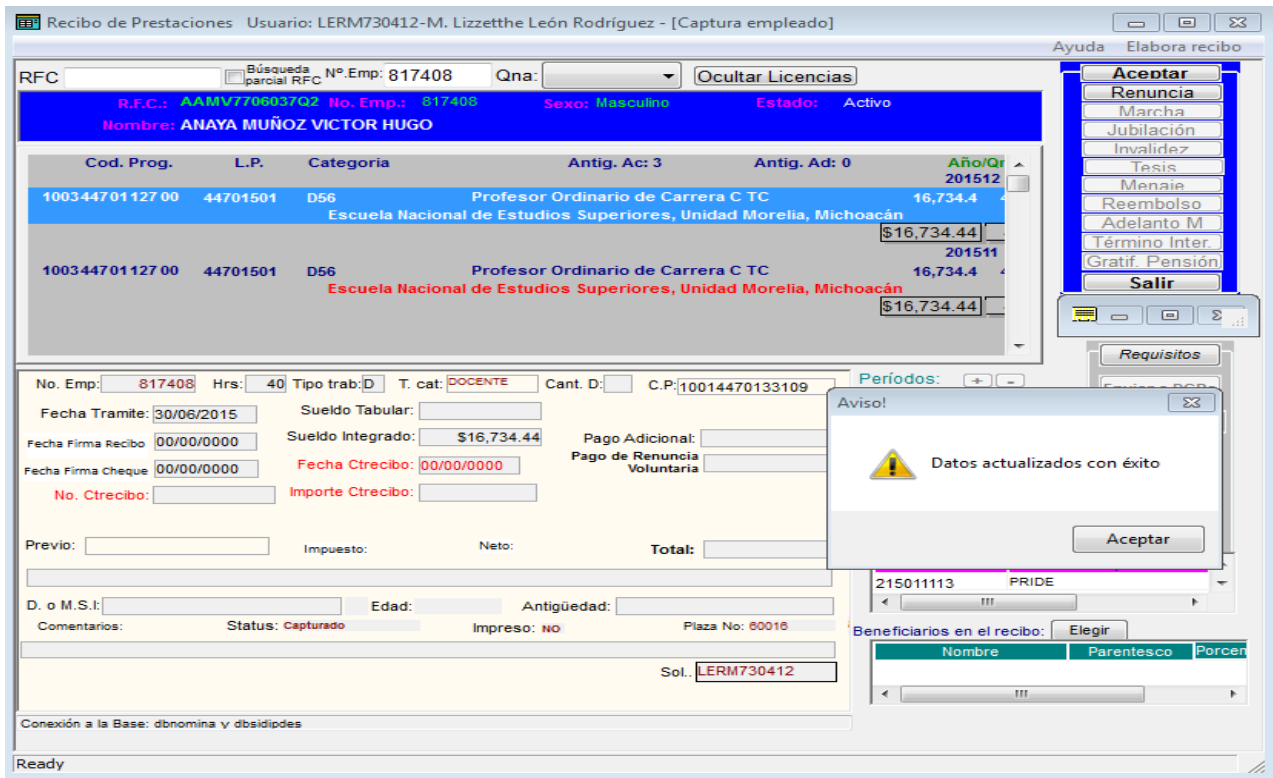 Recibo de Prestaciones Usuario: LERM730412-M. Lizzetthe León Rodríguez - [Captura empleado]
Ayuda Elabora recibo
RFC Búsqueda parcial RFC Nº.Emp: 817408 Qna: Ocultar Licencias
R.F.C.: AAMV7706037Q2 No. Emp.: 817408 Sexo: Masculino Estado: Activo
Nombre: ANAYA MUÑOZ VICTOR HUGO
Aceptar
Renuncia
Marcha
Jubilación
Invalidez
Tesis
Menaje
Reembolso
Adelanto M
Término Inter.
Gratif. Pensión
Salir
Cod. Prog. L.P. Categoria Antig. Ac: 3 Antig. Ad: 0 Año/Qr
201512
100344701127 00 44701501 D56 Profesor Ordinario de Carrera C TC 16,734.4
Escuela Nacional de Estudios Superiores, Unidad Morelia, Michoacán
$16,734.44
201511
100344701127 00 44701501 D56 Profesor Ordinario de Carrera C TC 16,734.4
Escuela Nacional de Estudios Superiores, Unidad Morelia, Michoacán
$16,734.44
Requisitos
No. Emp: 817408 Hrs: 40 Tipo trab: D T. cat: DOCENTE Cant. D: C.P: 10014470133109
Períodos: + -
Fecha Tramite: 30/06/2015 Sueldo Tabular:
Fecha Firma Recibo 00/00/0000 Sueldo Integrado: $16,734.44 Pago Adicional:
Fecha Firma Cheque 00/00/0000 Fecha Ctrecibo: 00/00/0000 Pago de Renuncia Voluntaria
No. Ctrecibo: Importe Ctrecibo:
Aviso!
Datos actualizados con éxito
Aceptar
Previo: Impuesto: Neto: Total:
215011113 PRIDE
D. o M.S.I: Edad: Antigüedad:
Comentarios: Status: Capturado Impreso: NO Plaza No: 60016
Beneficiarios en el recibo: Elegir
Nombre Parentesco Porcen
Sol.. LERM730412
Conexión a la Base: dbnomina y dbsidipdes
Ready